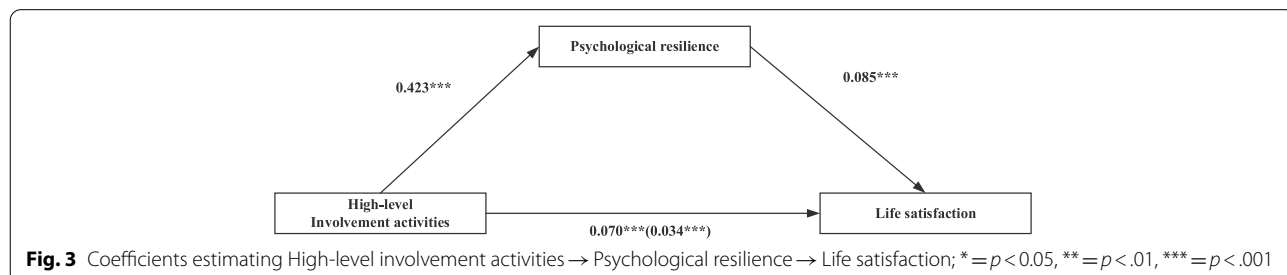 Psychological resilience
0.423***
0.085***
High-level
Involvement activities
Life satisfaction
0.070***(0.034***)
Fig. 3 Coefficients estimating High-level involvement activities → Psychological resilience → Life satisfaction; * = p < 0.05, ** = p < .01, *** = p < .001